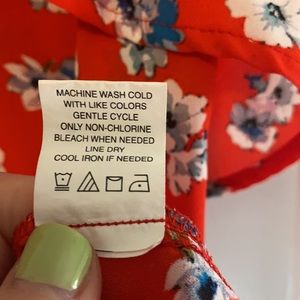 MACHINE WASH COLD
WITH LIKE COLORS
GENTLE CYCLE
ONLY NON-CHLORINE
BLEACH WHEN NEEDED
LINE DRY
COOL IRON IF NEEDED